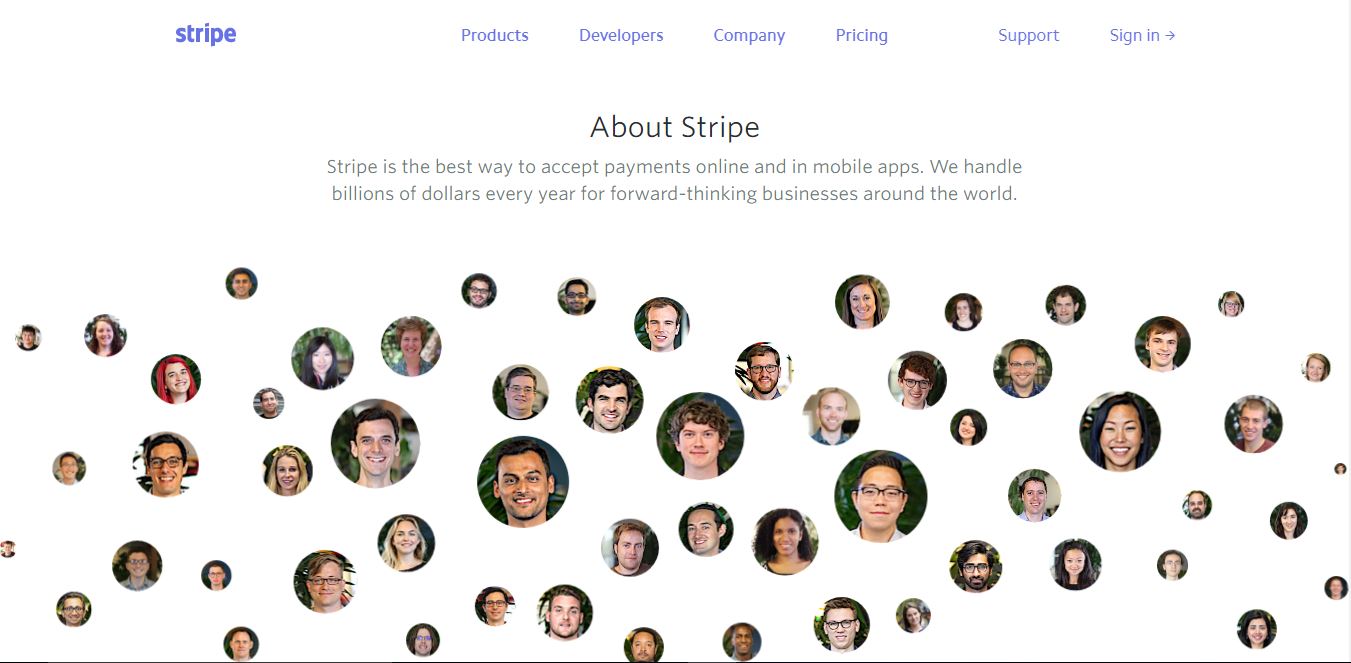 stripe
Products Developers Company Pricing Support Sign in →
About Stripe
Stripe is the best way to accept payments online and in mobile apps. We handle
billions of dollars every year for forward-thinking businesses around the world.